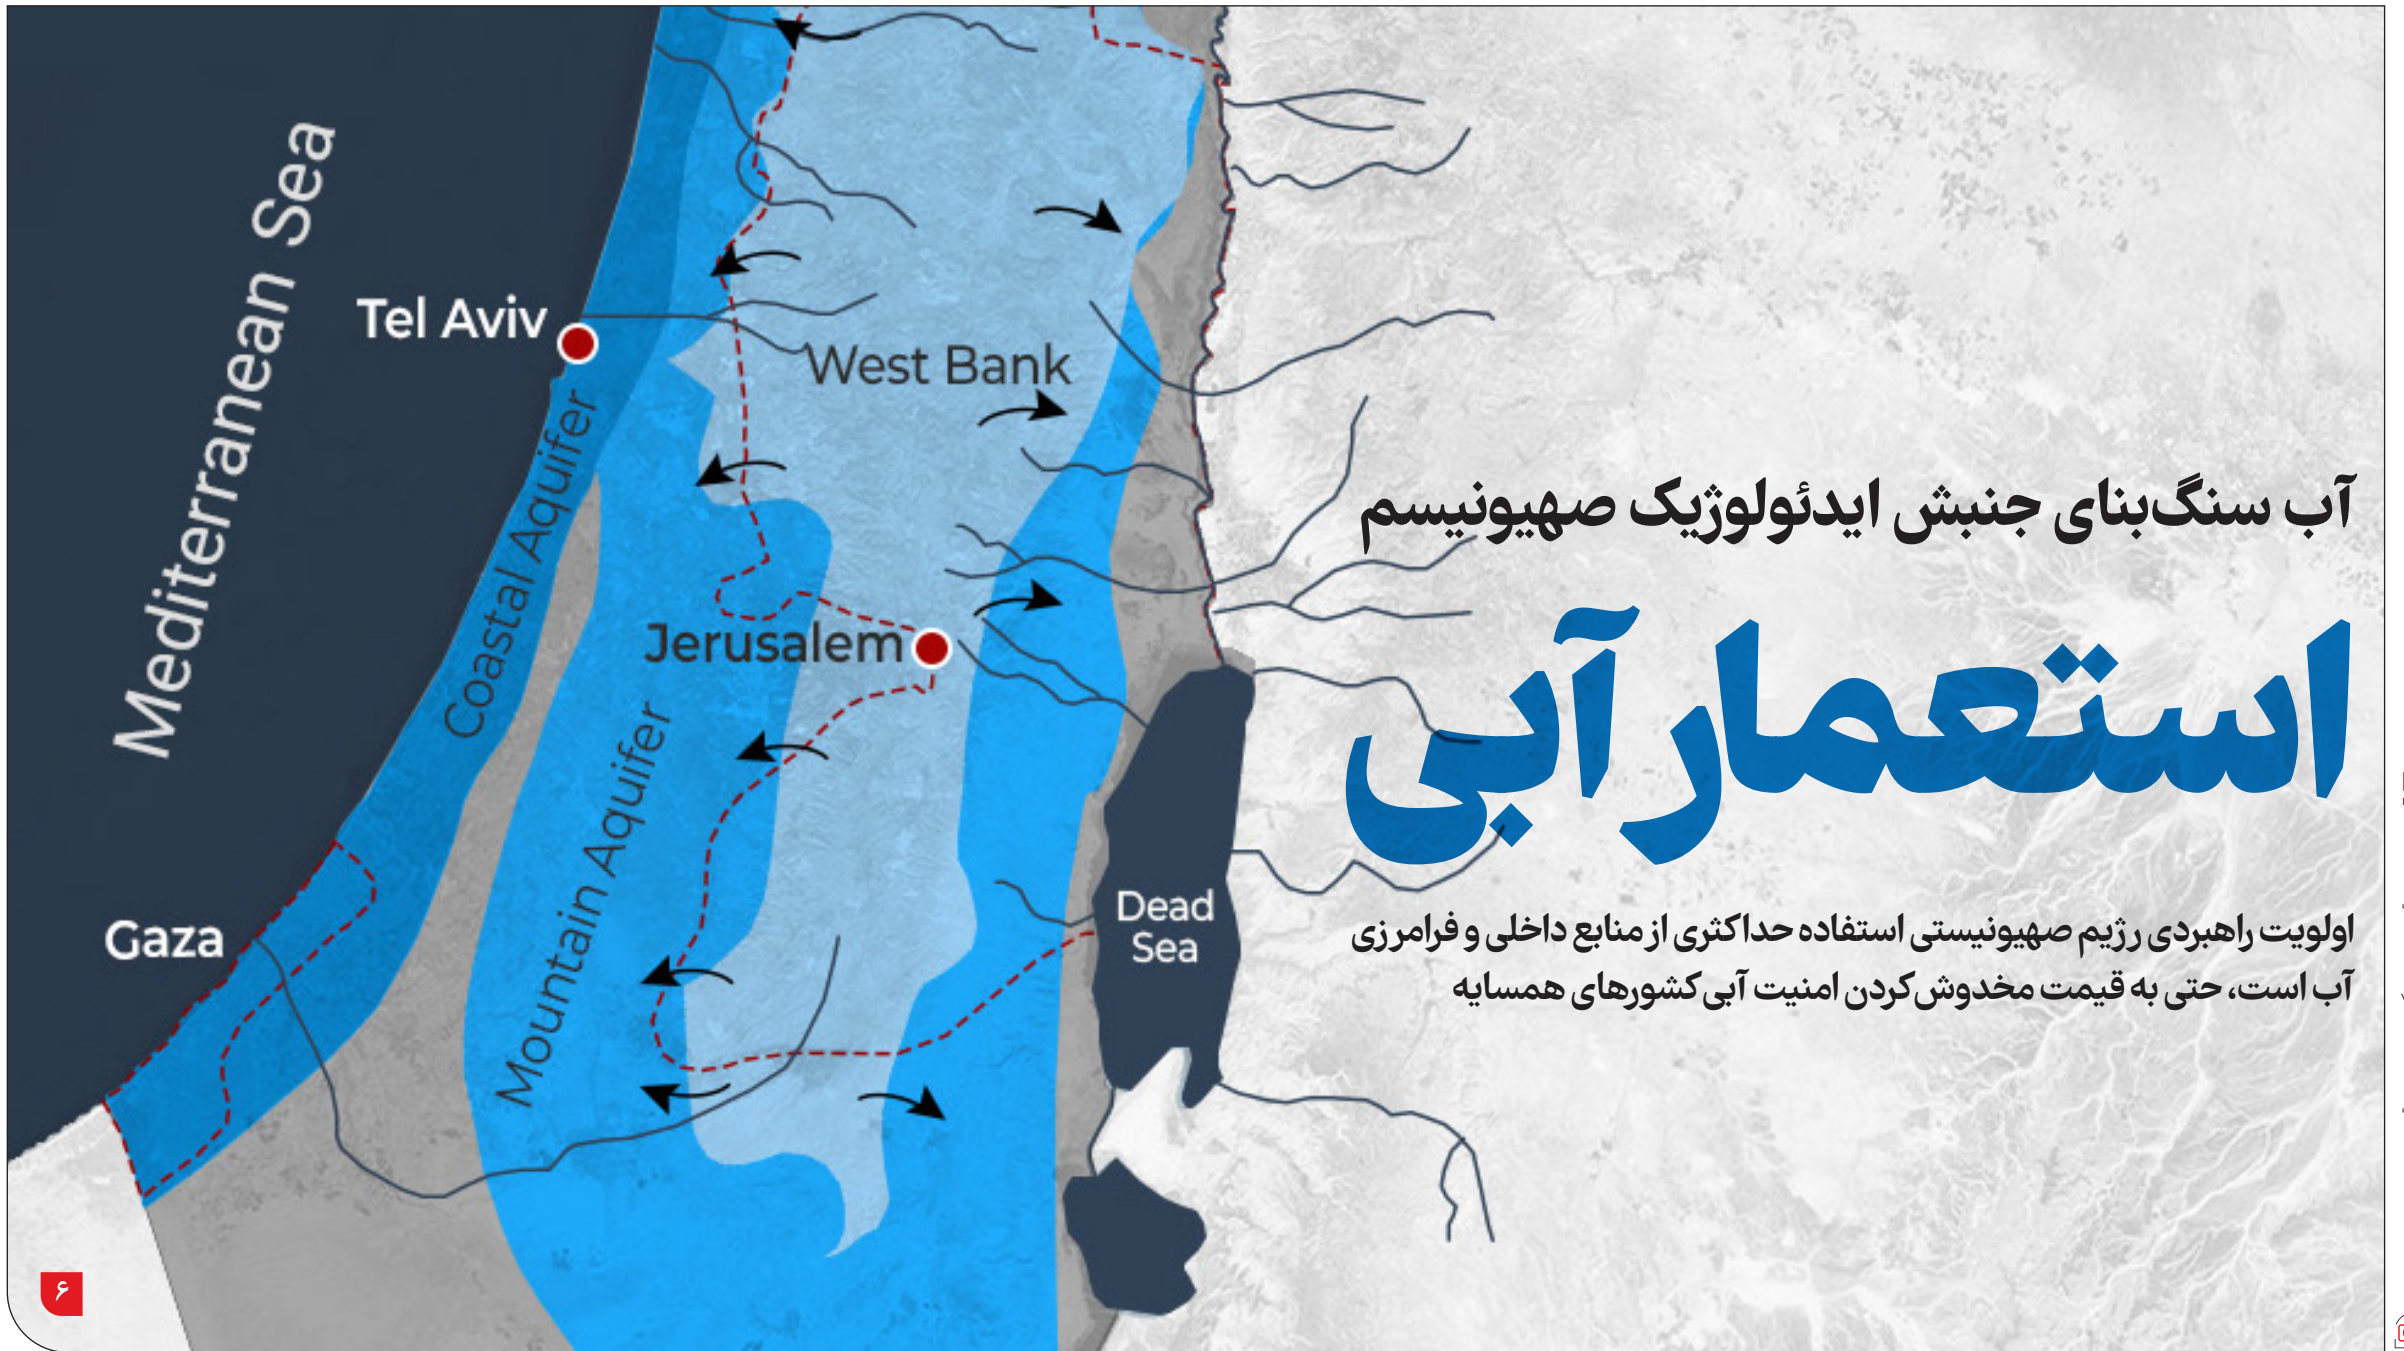 آب سنگ‌بنای جنبش ایدئولوژیک صهیونیسم
استعمار آبی
اولویت راهبردی رژیم صهیونیستی استفاده حداکثری از منابع داخلی و فرامرزی
آب است، حتی به قیمت مخدوش‌کردن امنیت آبی کشورهای همسایه
Mediterranean Sea
Tel Aviv
West Bank
Coastal Aquifer
Jerusalem
Mountain Aquifer
Gaza
Dead
Sea
۶